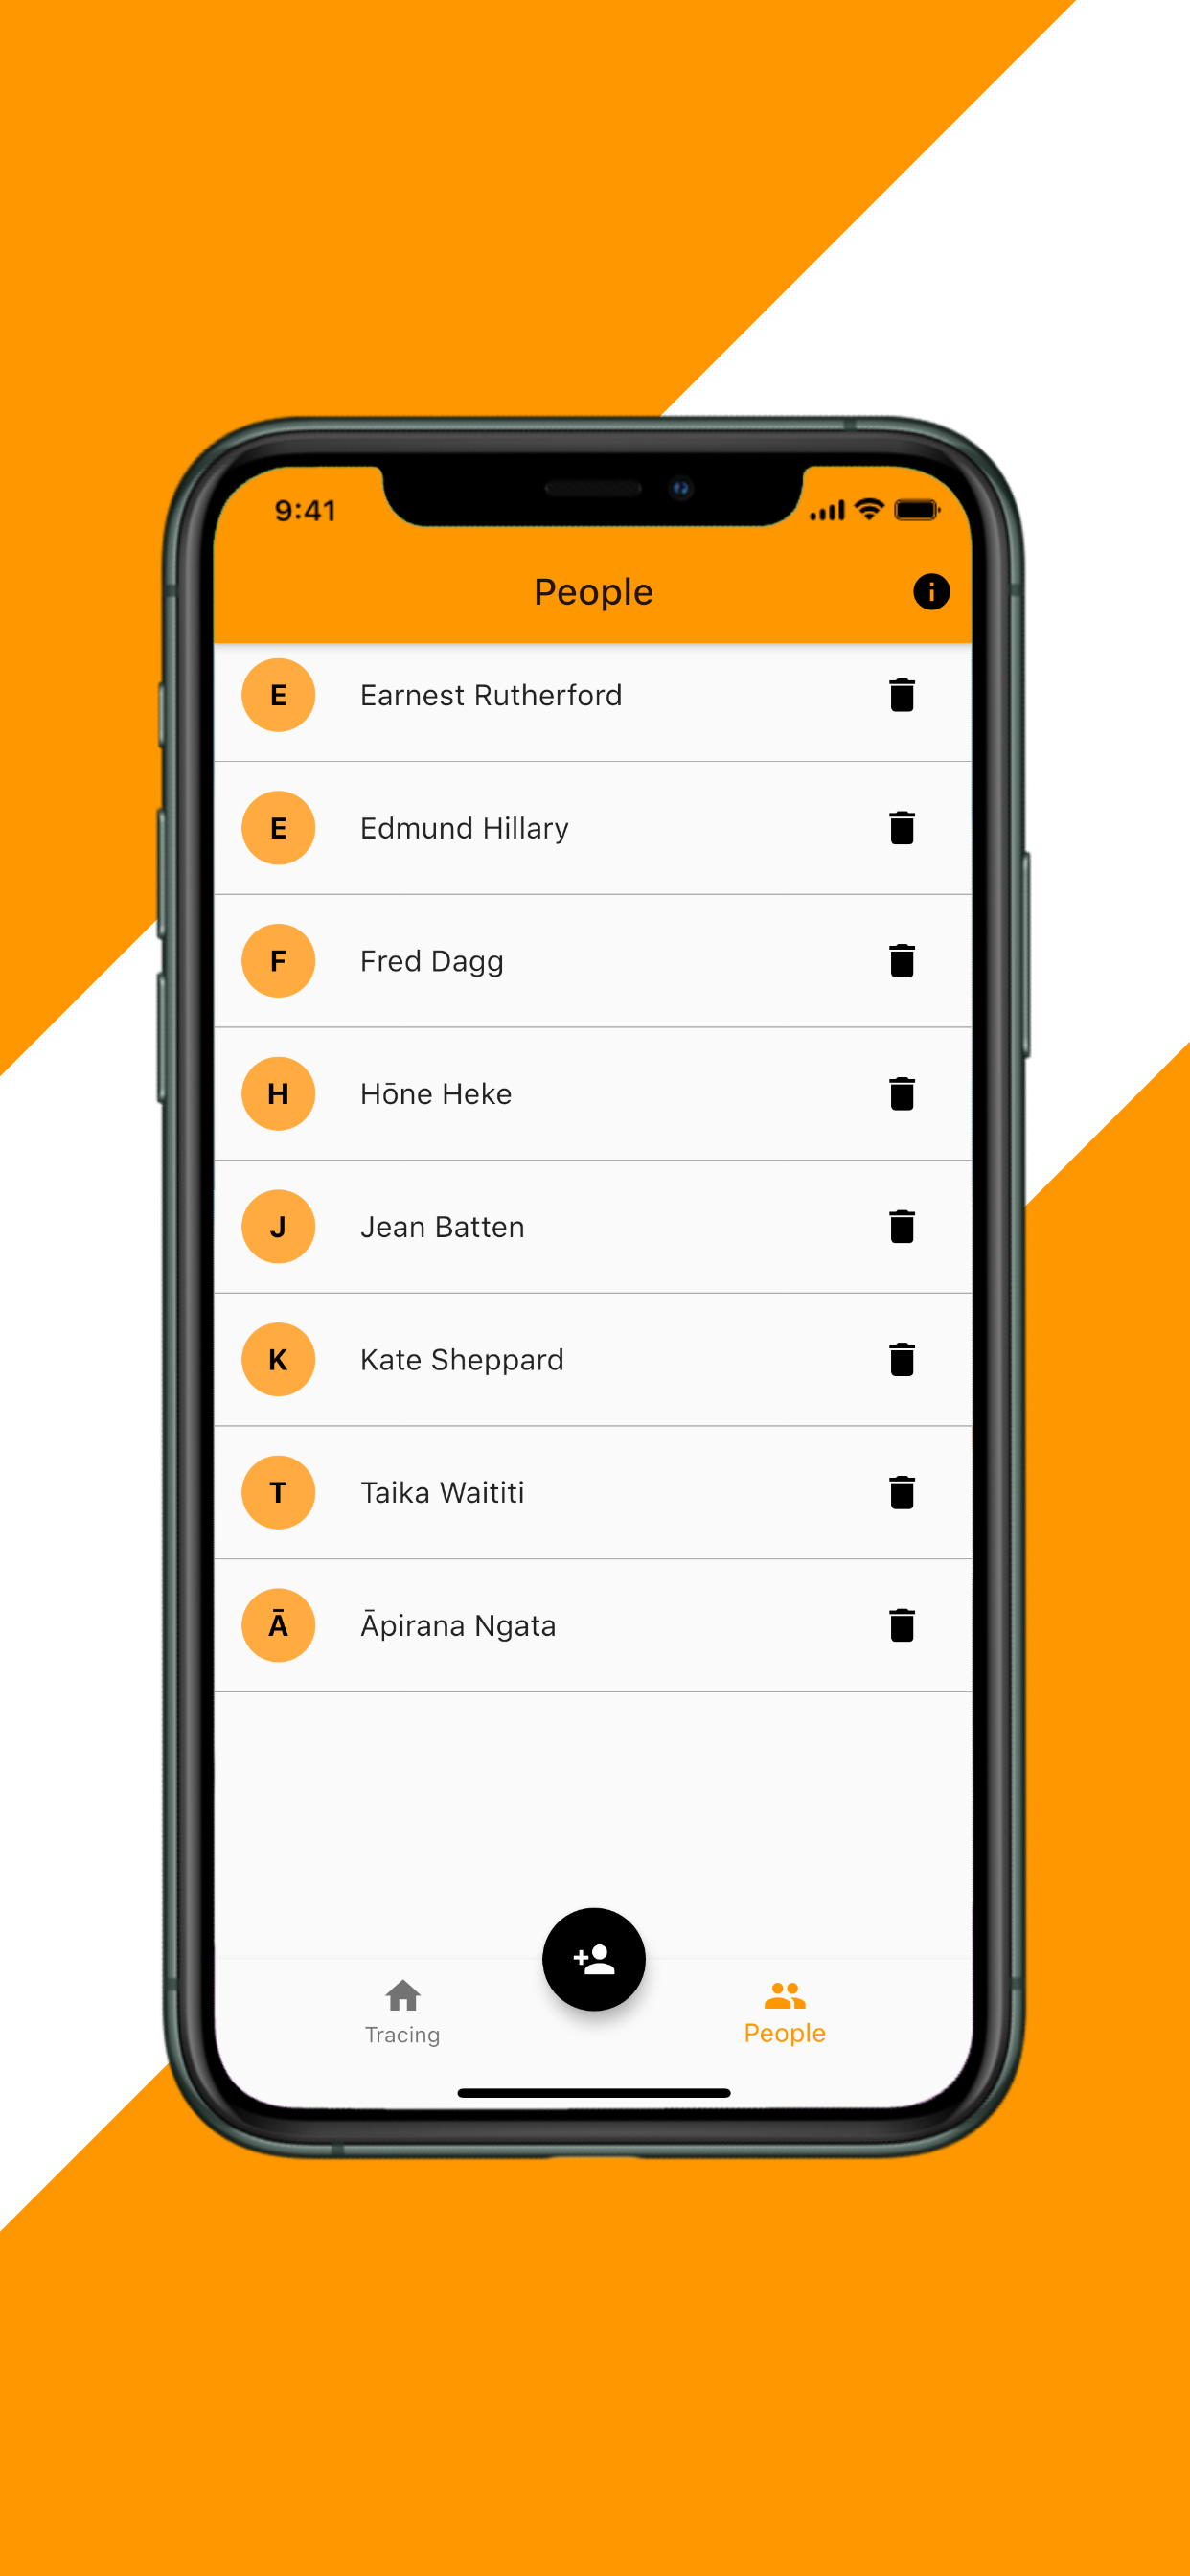 9:41
People
E Earnest Rutherford
E Edmund Hillary
F Fred Dagg
H Hōne Heke
J Jean Batten
K Kate Sheppard
T Taika Waititi
Ā Āpirana Ngata
Tracing
People